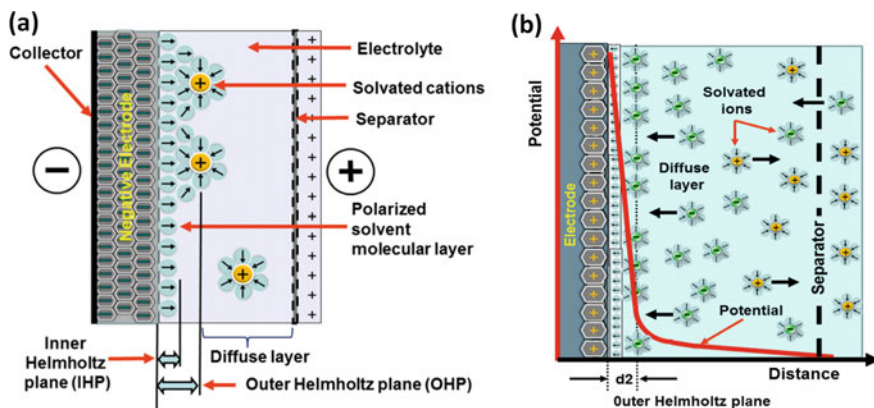 (a)
Collector
Electrolyte
Solvated cations
Separator
Negative Electrode
Polarized
solvent
molecular layer
Inner
Helmholtz
plane (IHP)
Diffuse layer
Outer Helmholtz plane (OHP)
(b)
Potential
Electrode
Solvated
ions
Diffuse
layer
Separator
Potential
Distance
d2
Outer Helmholtz plane